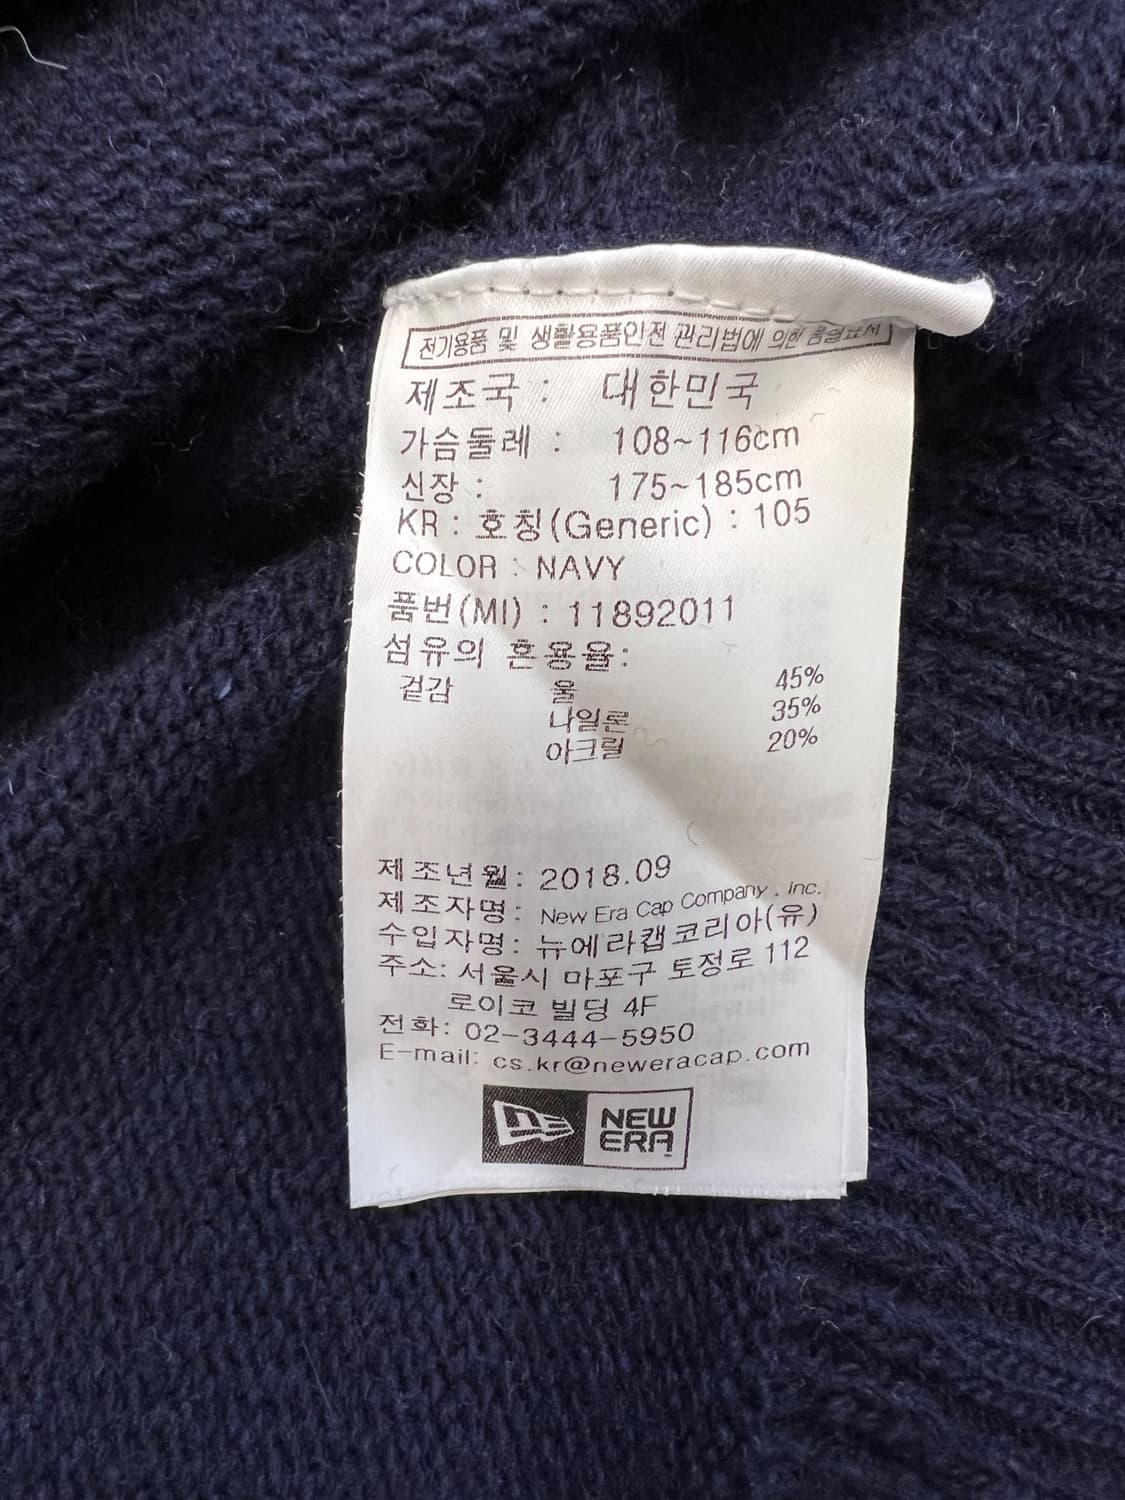 전기용품 및 생활용품안전 관리법에 의한 품질표시
제조국 : 대한민국
가슴둘레 : 108~116cm
신장 : 175~185cm
KR : 호칭(Generic) : 105
COLOR : NAVY
품번(MI) : 11892011
섬유의 혼용율:
겉감 울 45%
나일론 35%
아크릴 20%
제조년월: 2018.09
제조자명: New Era Cap Company , Inc.
수입자명: 뉴에라캡코리아(유)
주소: 서울시 마포구 토정로 112
로이코 빌딩 4F
전화: 02-3444-5950
E-mail: cs.kr@neweracap.com
NEW
ERA